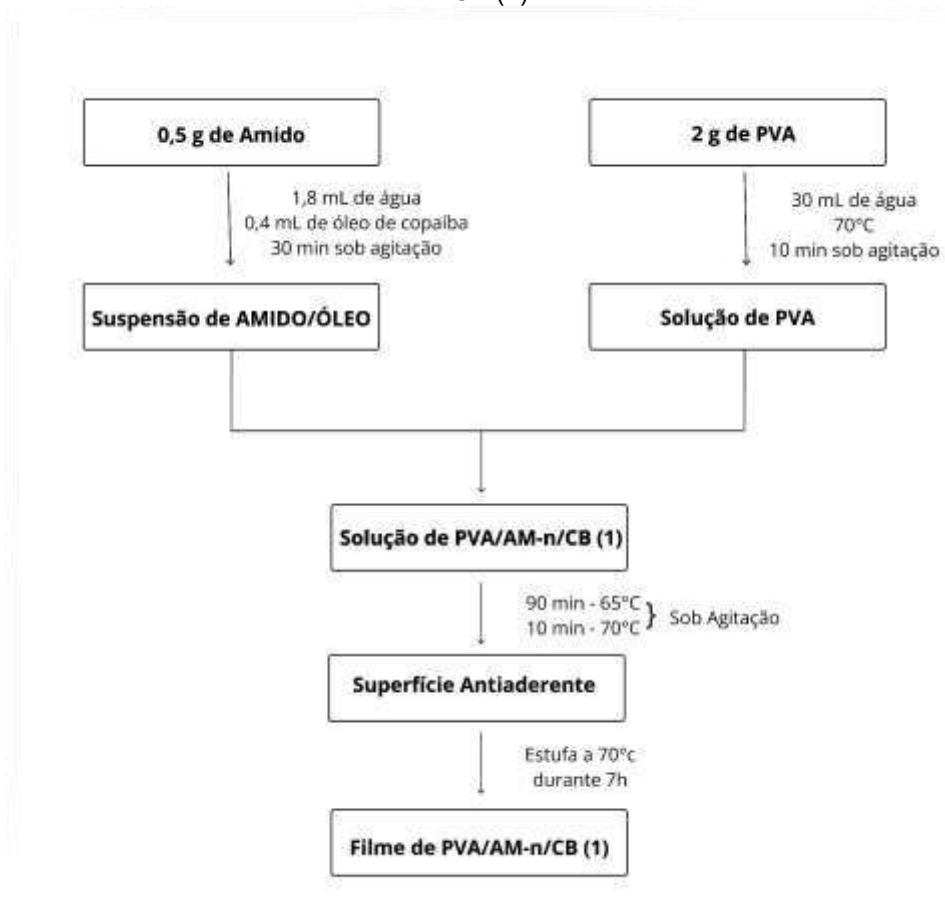 0,5 g de Amido
2 g de PVA
1,8 mL de água
0,4 mL de óleo de copaíba
30 min sob agitação
30 mL de água
70°C
10 min sob agitação
Suspensão de AMIDO/ÓLEO
Solução de PVA
Solução de PVA/AM-n/CB (1)
90 min - 65°C
10 min - 70°C
} Sob Agitação
Superfície Antiaderente
Estufa a 70°c
durante 7h
Filme de PVA/AM-n/CB (1)